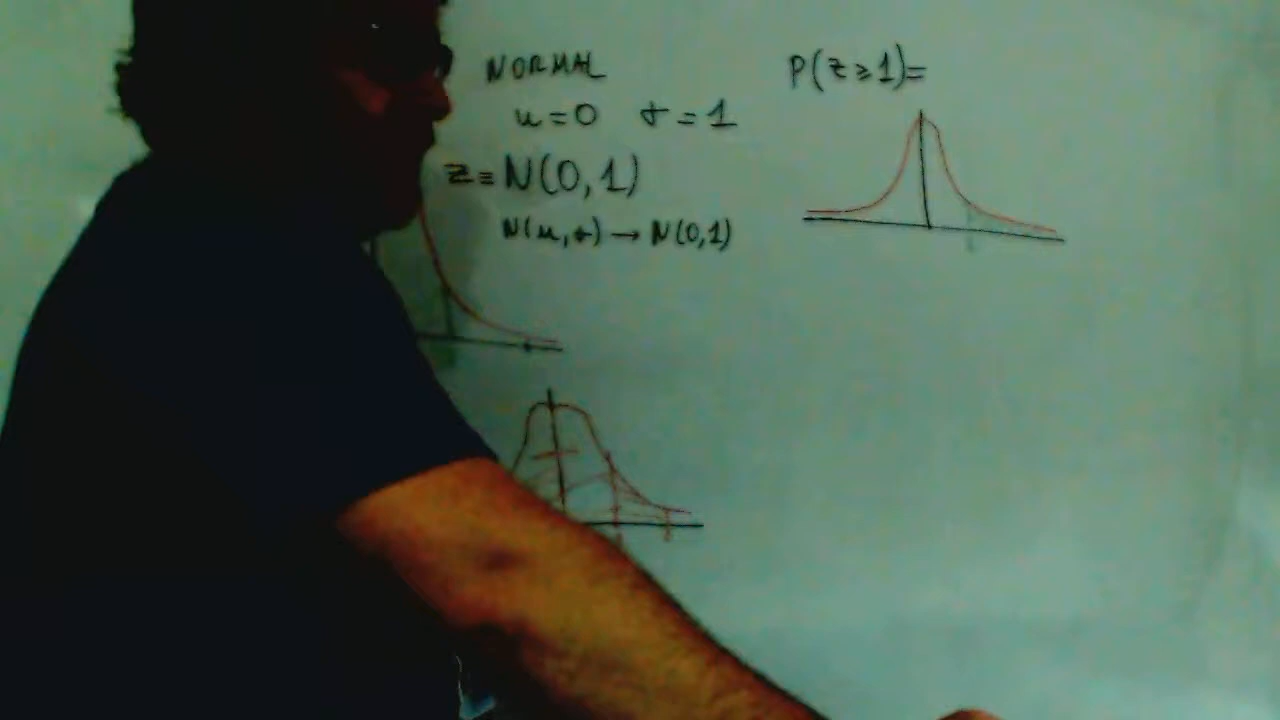 NORMAL
μ = 0 σ = 1
z ≡ N(0,1)
N(μ,σ) → N(0,1)
P(z ≥ 1) =